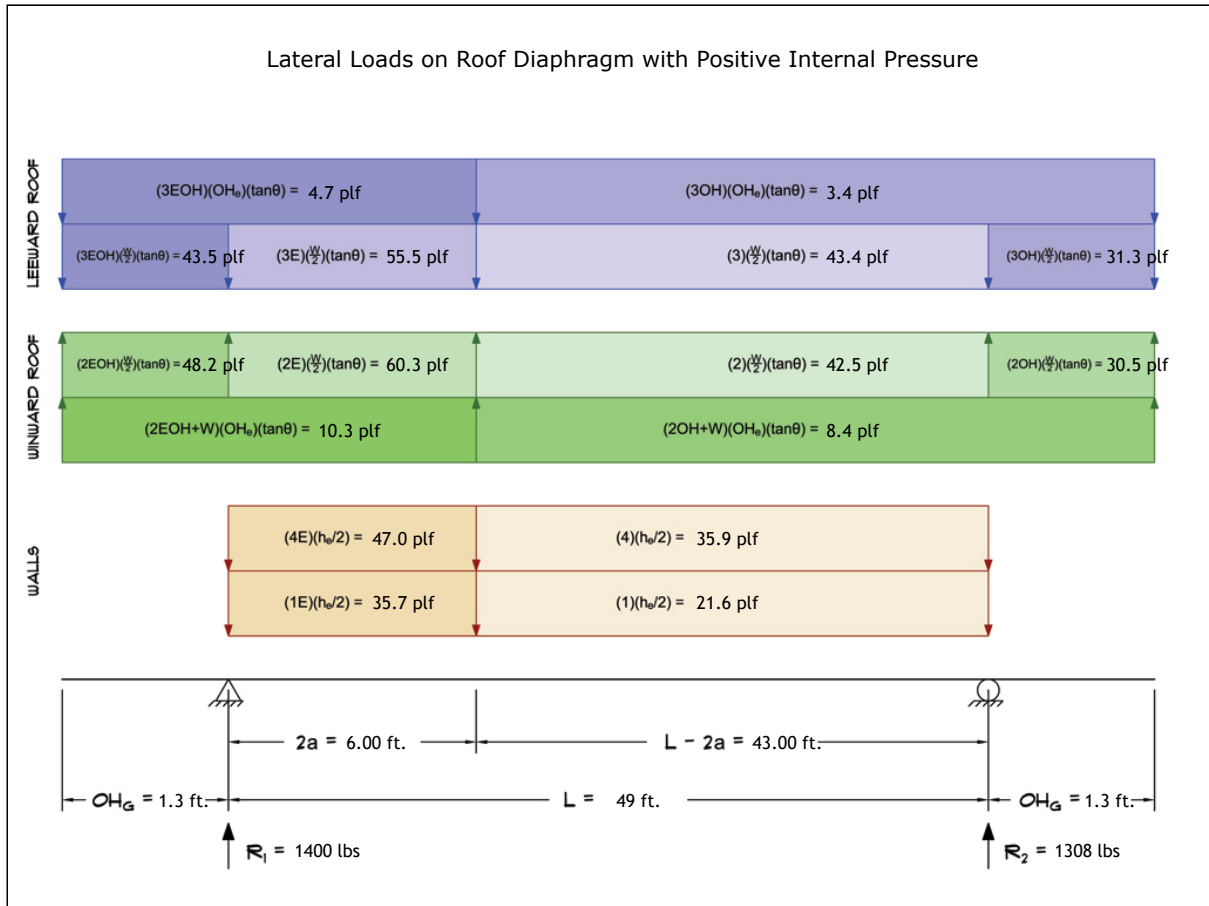 Lateral Loads on Roof Diaphragm with Positive Internal Pressure
LEEWARD ROOF
(3EOH)(OHₑ)(tanθ) = 4.7 plf
(3OH)(OHₑ)(tanθ) = 3.4 plf
(3EOH)(W/2)(tanθ) = 43.5 plf
(3E)(W/2)(tanθ) = 55.5 plf
(3)(W/2)(tanθ) = 43.4 plf
(3OH)(W/2)(tanθ) = 31.3 plf
WINWARD ROOF
(2EOH)(W/2)(tanθ) = 48.2 plf
(2E)(W/2)(tanθ) = 60.3 plf
(2)(W/2)(tanθ) = 42.5 plf
(2OH)(W/2)(tanθ) = 30.5 plf
(2EOH+W)(OHₑ)(tanθ) = 10.3 plf
(2OH+W)(OHₑ)(tanθ) = 8.4 plf
WALLS
(4E)(hₑ/2) = 47.0 plf
(4)(hₑ/2) = 35.9 plf
(1E)(hₑ/2) = 35.7 plf
(1)(hₑ/2) = 21.6 plf
2a = 6.00 ft.
L - 2a = 43.00 ft.
OH_G = 1.3 ft.
L = 49 ft.
OH_G = 1.3 ft.
R₁ = 1400 lbs
R₂ = 1308 lbs